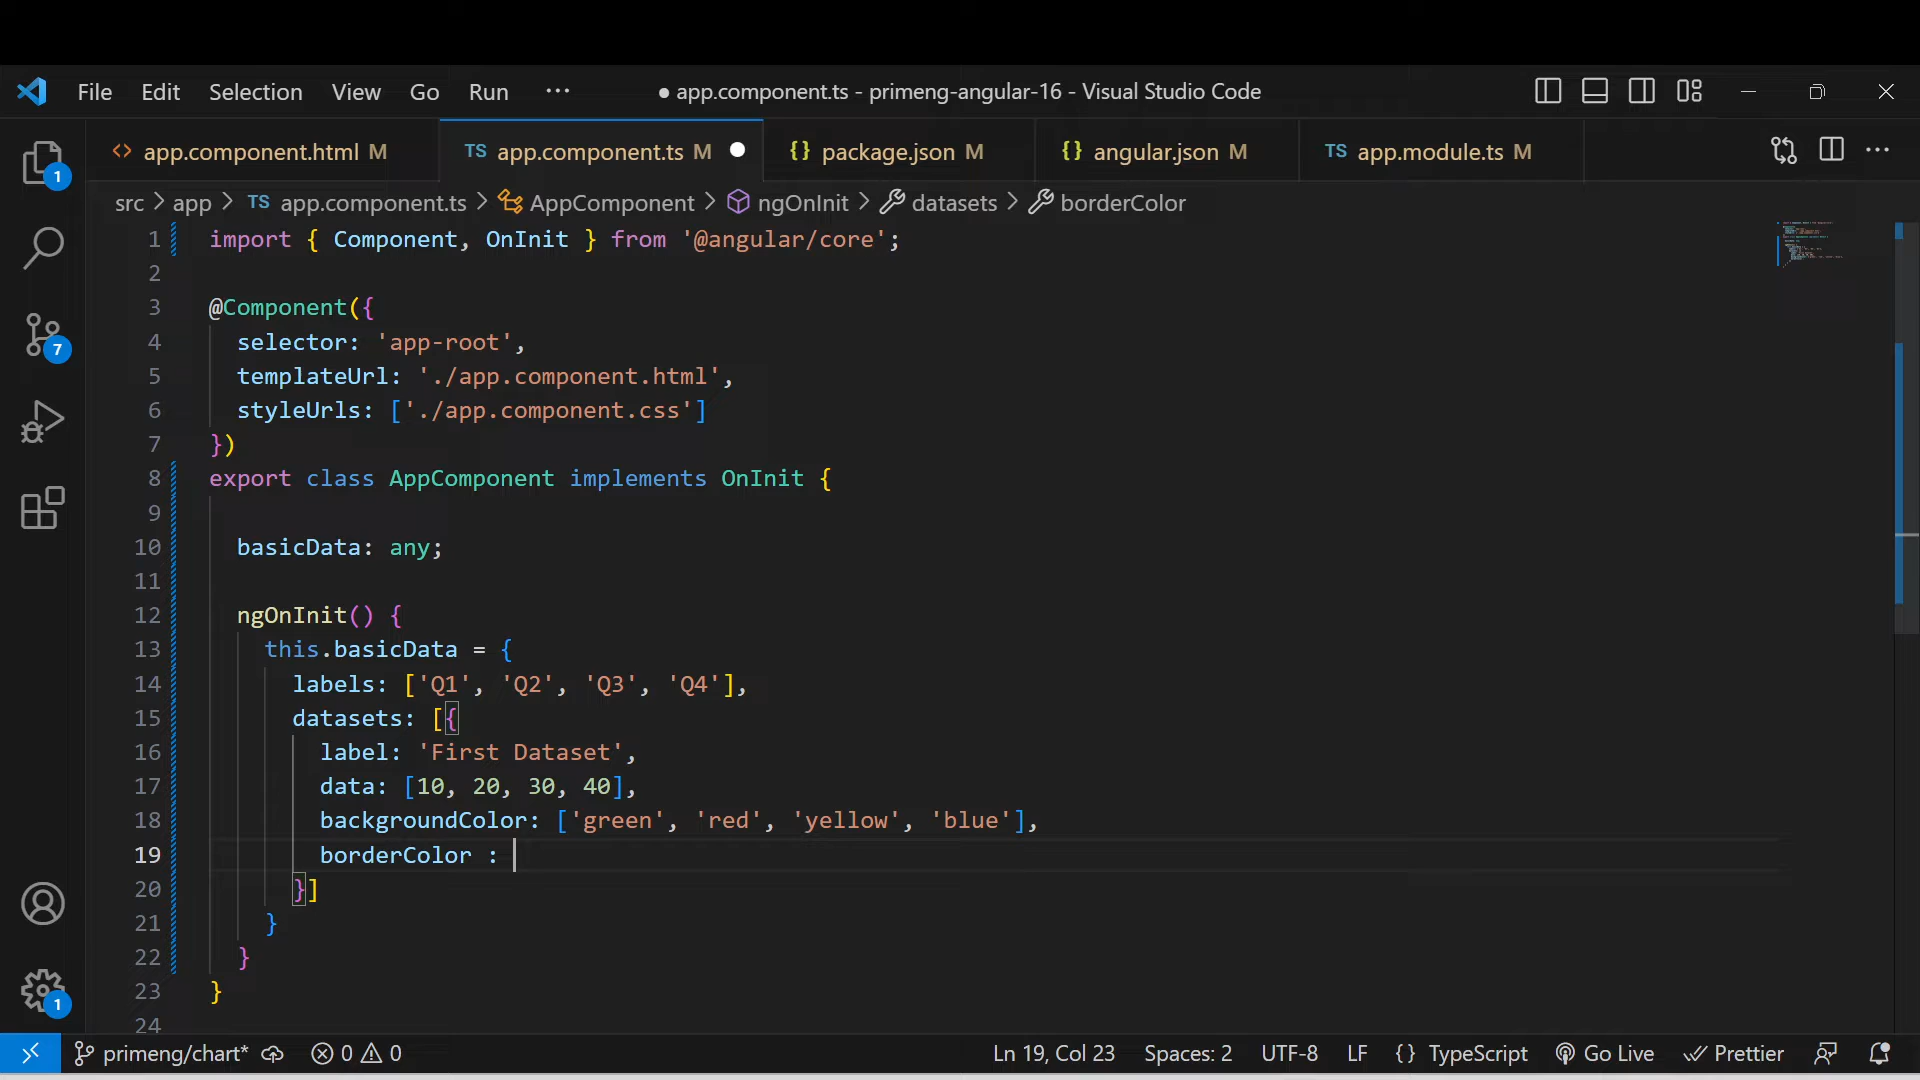 File Edit Selection View Go Run ··· ● app.component.ts - primeng-angular-16 - Visual Studio Code
<> app.component.html M TS app.component.ts M ● {} package.json M {} angular.json M TS app.module.ts M ···
1
7
1
src > app > TS app.component.ts > AppComponent > ngOnInit > datasets > borderColor
1 import { Component, OnInit } from '@angular/core';
2
3 @Component({
4 selector: 'app-root',
5 templateUrl: './app.component.html',
6 styleUrls: ['./app.component.css']
7 })
8 export class AppComponent implements OnInit {
9
10 basicData: any;
11
12 ngOnInit() {
13 this.basicData = {
14 labels: ['Q1', 'Q2', 'Q3', 'Q4'],
15 datasets: [{
16 label: 'First Dataset',
17 data: [10, 20, 30, 40],
18 backgroundColor: ['green', 'red', 'yellow', 'blue'],
19 borderColor :
20 }]
21 }
22 }
23 }
24
primeng/chart* 0 0 Ln 19, Col 23 Spaces: 2 UTF-8 LF {} TypeScript Go Live Prettier